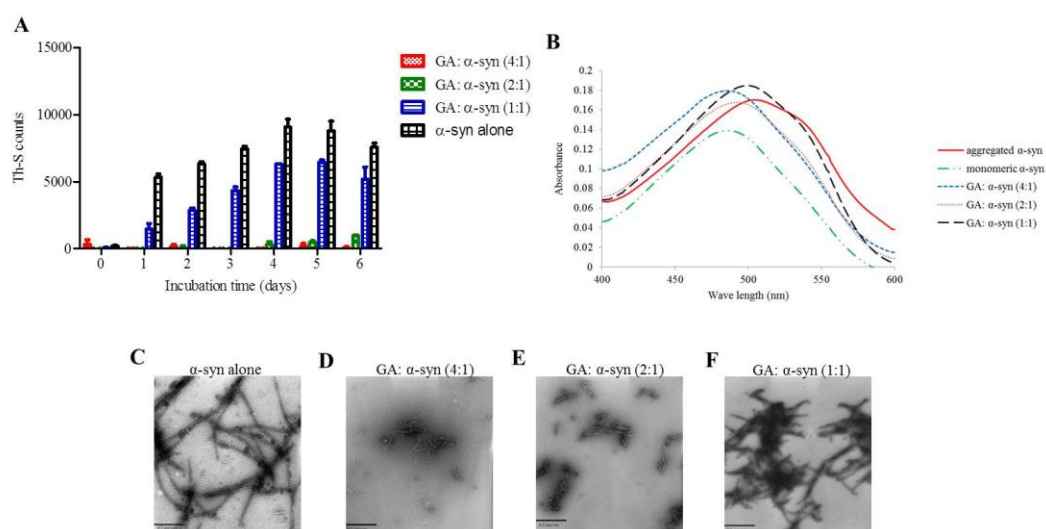 A
15000
10000
5000
0
Th-S counts
0 1 2 3 4 5 6
Incubation time (days)
GA: α-syn (4:1)
GA: α-syn (2:1)
GA: α-syn (1:1)
α-syn alone
B
0.2
0.18
0.16
0.14
0.12
0.1
0.08
0.06
0.04
0.02
0
Absorbance
400 450 500 550 600
Wave length (nm)
aggregated α-syn
monomeric α-syn
GA: α-syn (4:1)
GA: α-syn (2:1)
GA: α-syn (1:1)
C
α-syn alone
D
GA: α-syn (4:1)
E
GA: α-syn (2:1)
F
GA: α-syn (1:1)